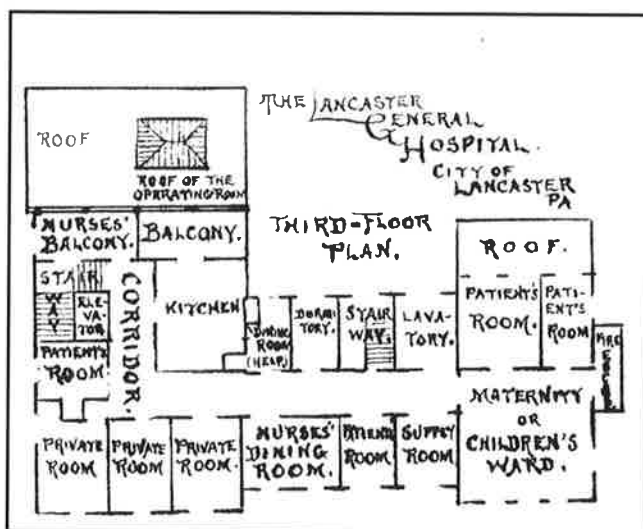 THE LANCASTER
GENERAL
HOSPITAL.
CITY OF
LANCASTER
PA
THIRD-FLOOR
PLAN.
ROOF
ROOF OF THE
OPERATING ROOM
NURSES'
BALCONY.
BALCONY.
STAIR
WAY
ELE-
VA-
TOR
CORRIDOR.
KITCHEN
PATIENT'S
ROOM
DINING
ROOM
(HELP)
DORMI-
TORY.
STAIR
WAY.
LAVA-
TORY.
ROOF.
PATIENT'S
ROOM.
PATI-
ENT'S
ROOM
FIRE
PRIVATE
ROOM
PRIVATE
ROOM
PRIVATE
ROOM.
NURSES'
DINING
ROOM.
PATIENTS
ROOM
SUPPLY
ROOM
MATERNITY
OR
CHILDREN'S
WARD.